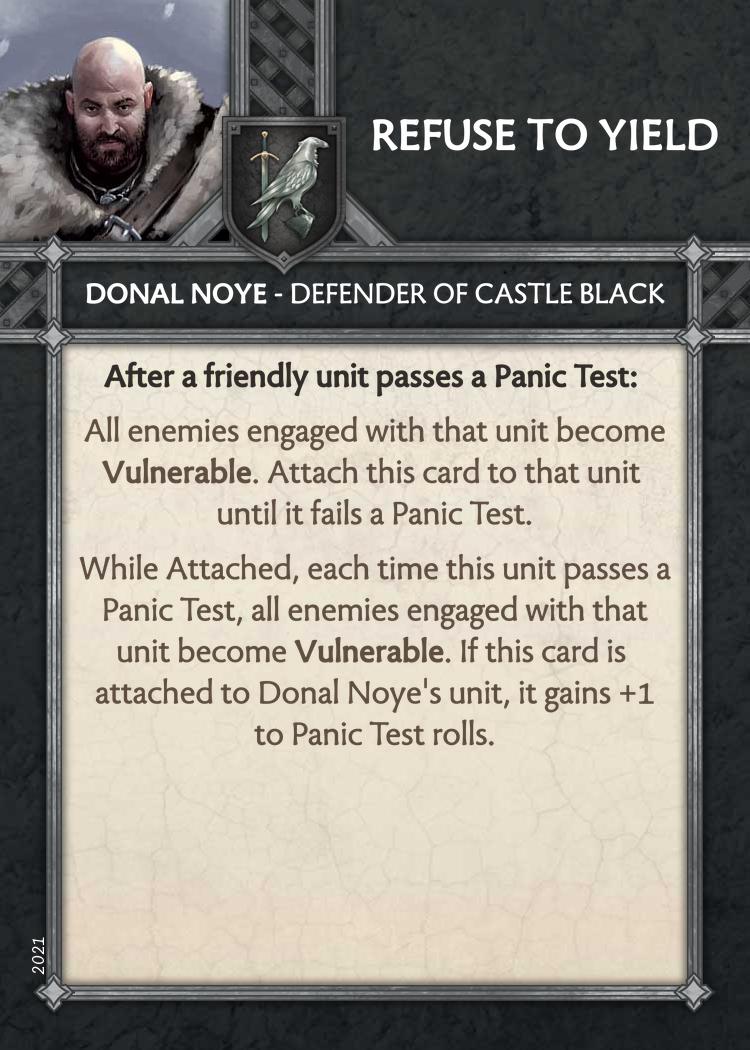 REFUSE TO YIELD
DONAL NOYE - DEFENDER OF CASTLE BLACK
After a friendly unit passes a Panic Test:
All enemies engaged with that unit become
Vulnerable. Attach this card to that unit
until it fails a Panic Test.
While Attached, each time this unit passes a
Panic Test, all enemies engaged with that
unit become Vulnerable. If this card is
attached to Donal Noye's unit, it gains +1
to Panic Test rolls.
2021